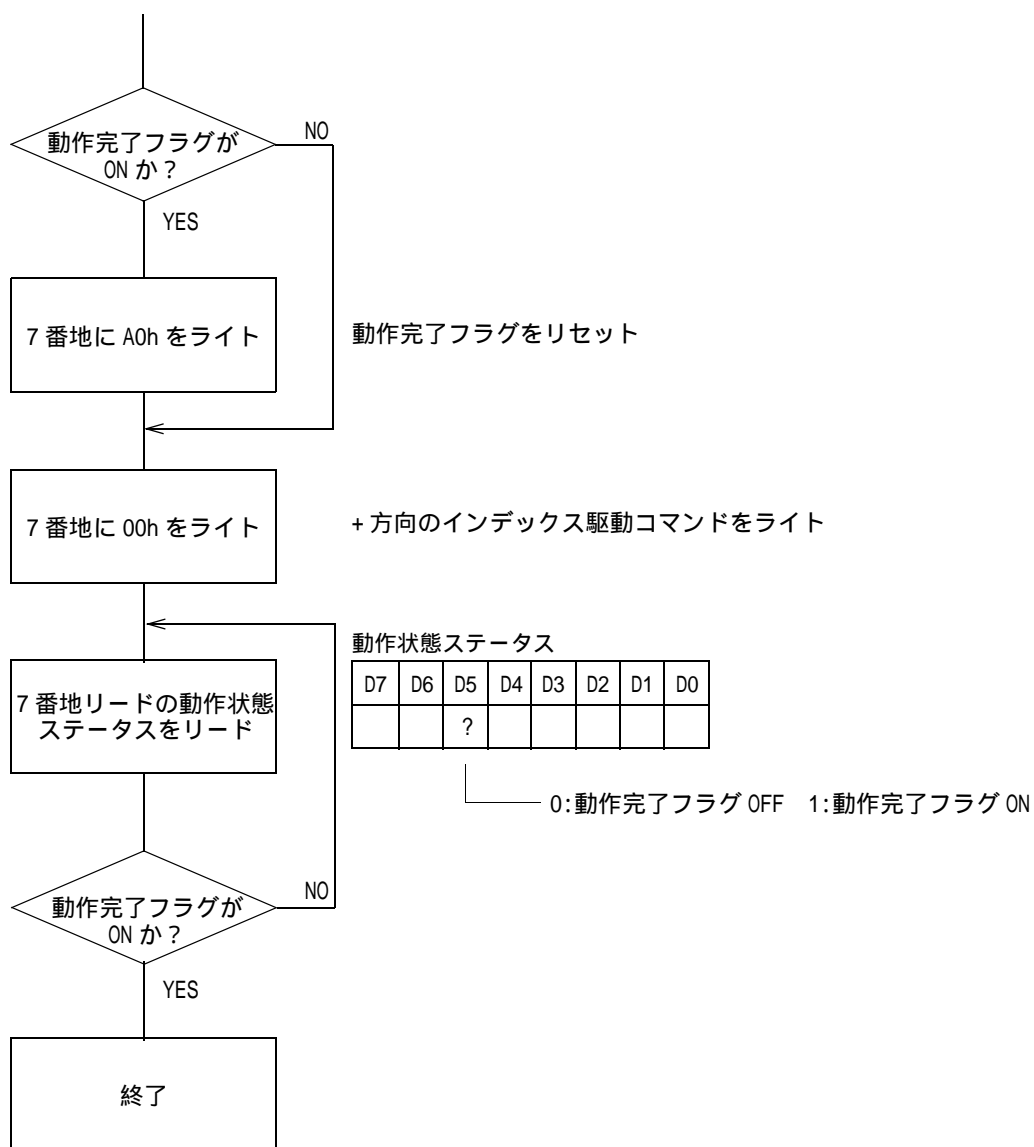 動作完了フラグが
ONか?
NO
YES
7番地にA0hをライト
動作完了フラグをリセット
7番地に00hをライト
+方向のインデックス駆動コマンドをライト
動作状態ステータス
D7 D6 D5 D4 D3 D2 D1 D0
?
7番地リードの動作状態
ステータスをリード
0:動作完了フラグOFF 1:動作完了フラグON
動作完了フラグが
ONか?
NO
YES
終了